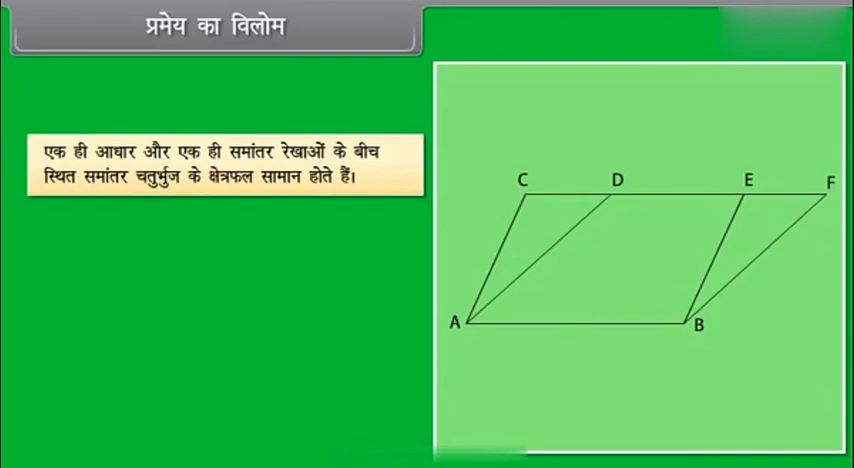 प्रमेय का विलोम
एक ही आधार और एक ही समांतर रेखाओं के बीच
स्थित समांतर चतुर्भुज के क्षेत्रफल सामान होते हैं।
C D E F
A B